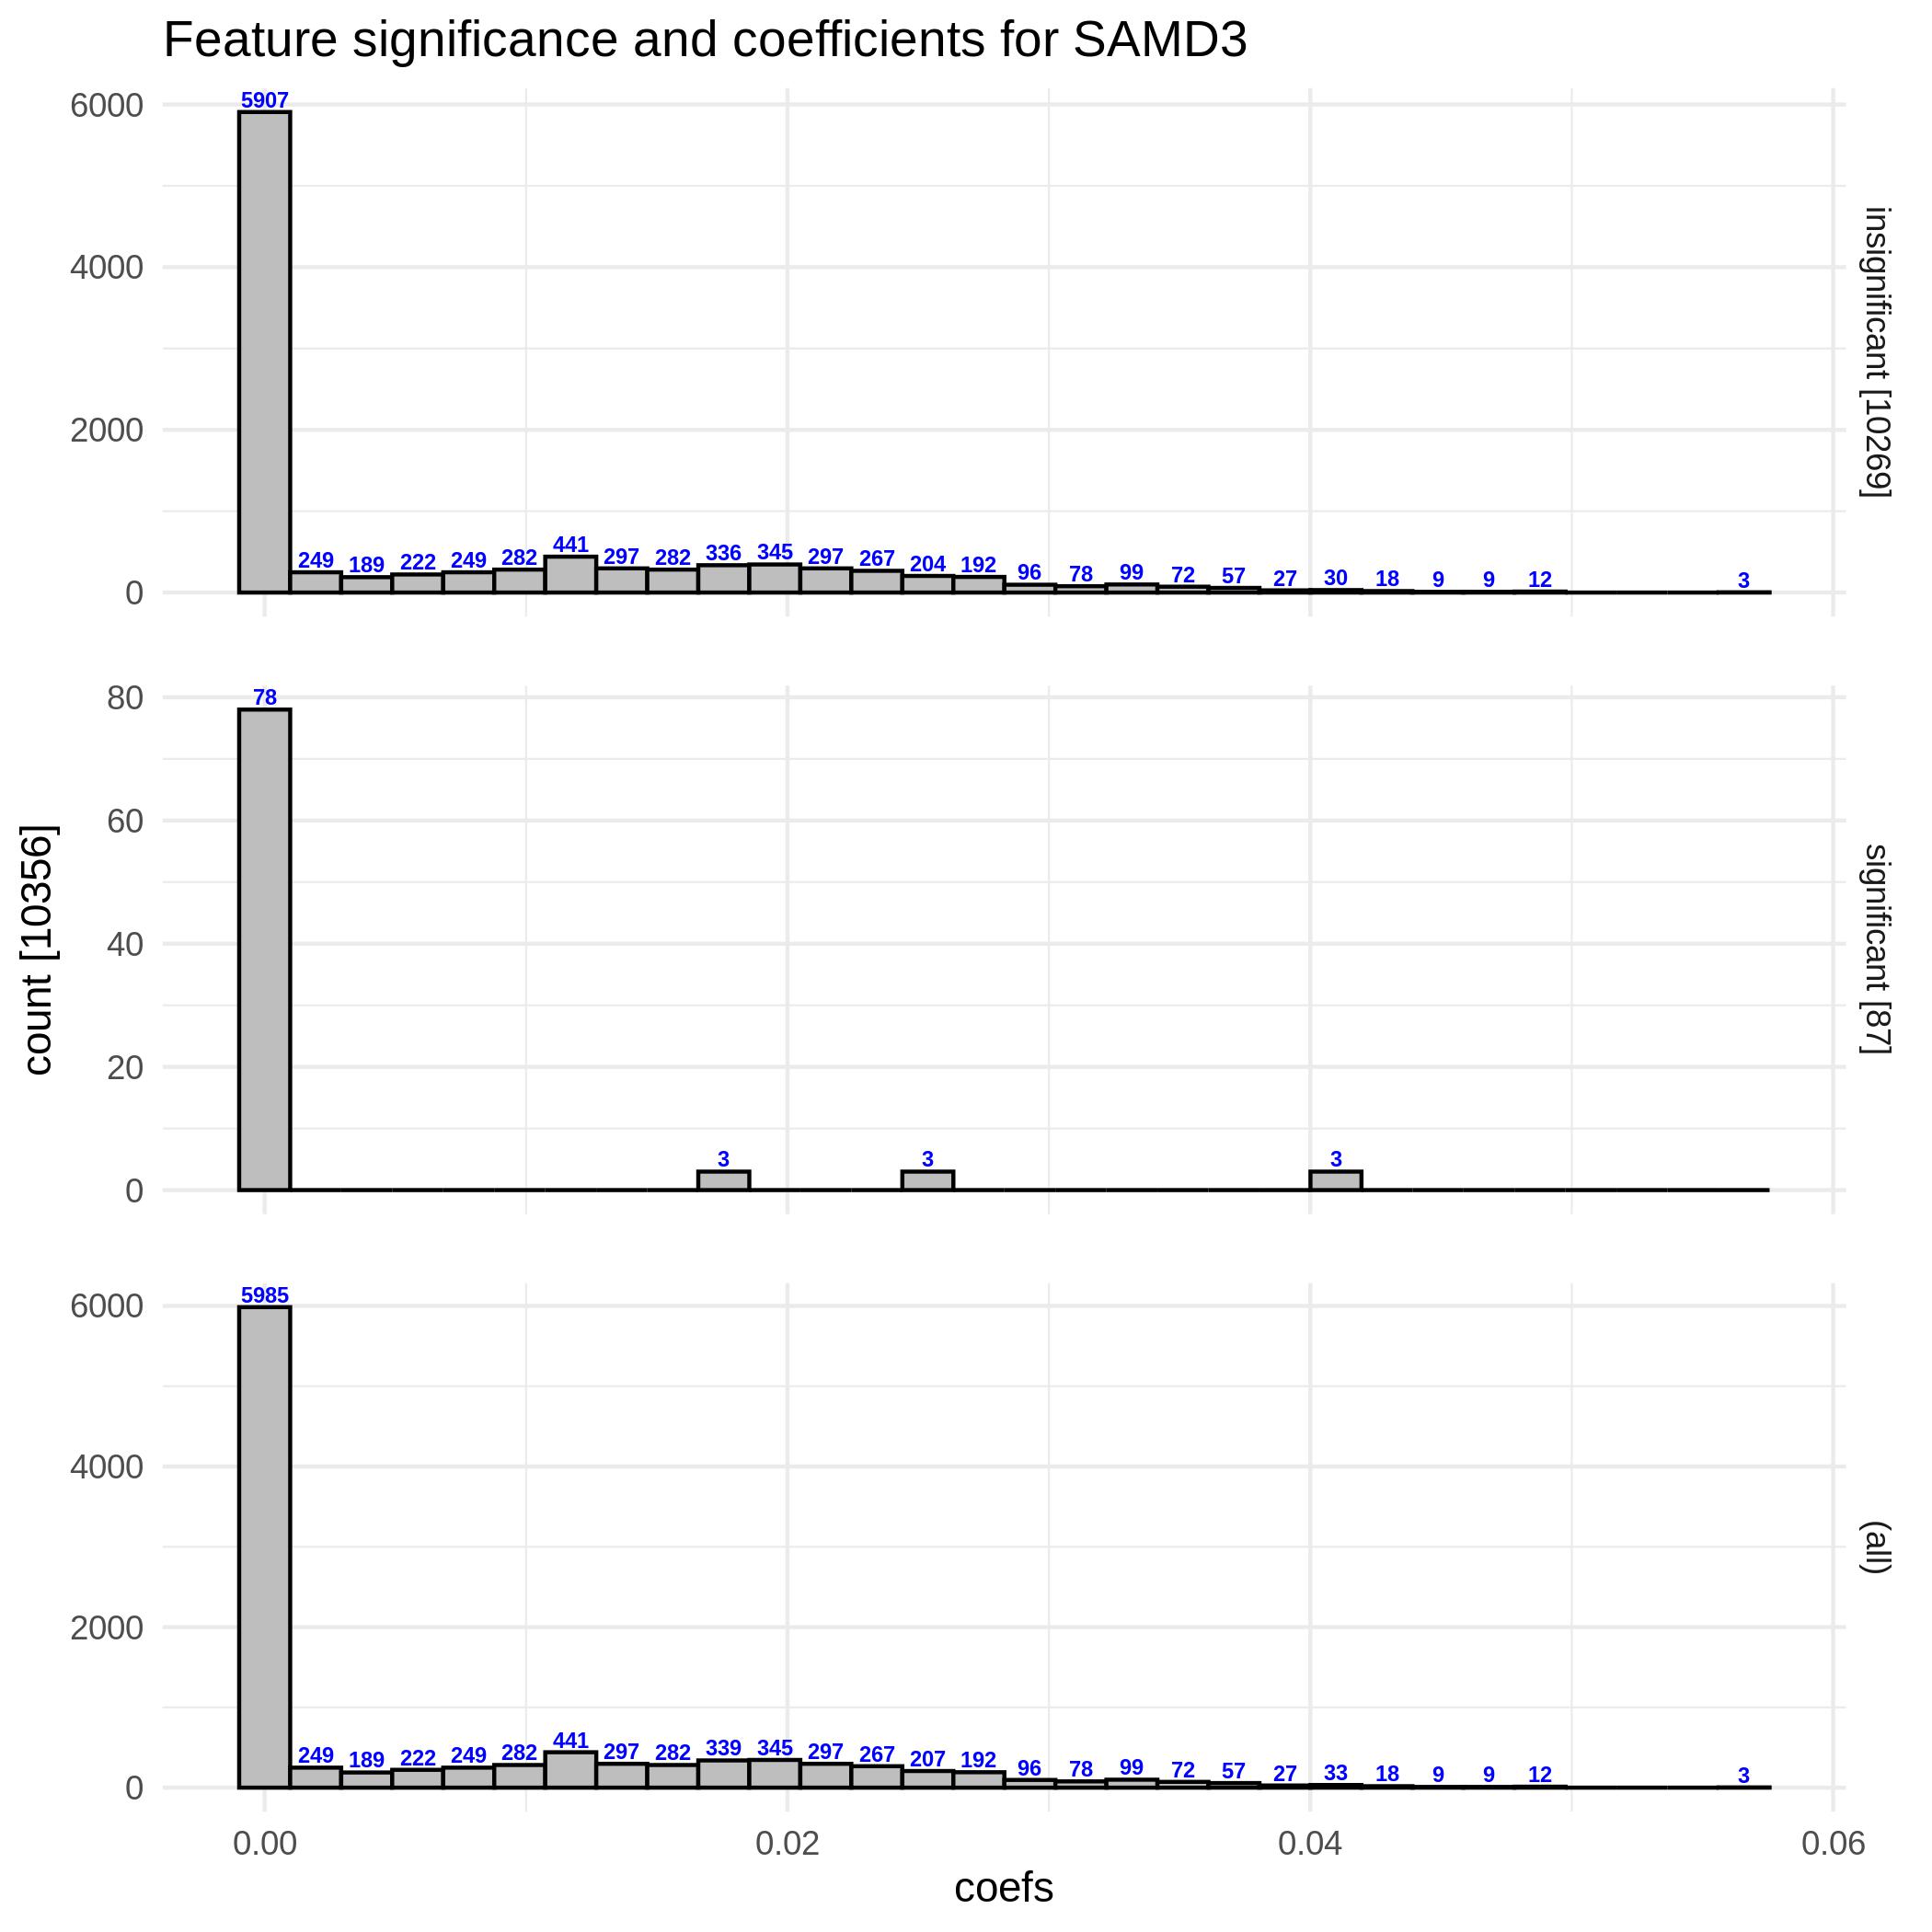 Feature significance and coefficients for SAMD3
6000
4000
2000
0
5907
249 189 222 249 282 441 297 282 336 345 297 267 204 192 96 78 99 72 57 27 30 18 9 9 12 3
insignificant [10269]
count [10356]
80
60
40
20
0
78
3 3 3
significant [87]
6000
4000
2000
0
5985
249 189 222 249 282 441 297 282 339 345 297 267 207 192 96 78 99 72 57 27 33 18 9 9 12 3
(all)
0.00 0.02 0.04 0.06
coefs